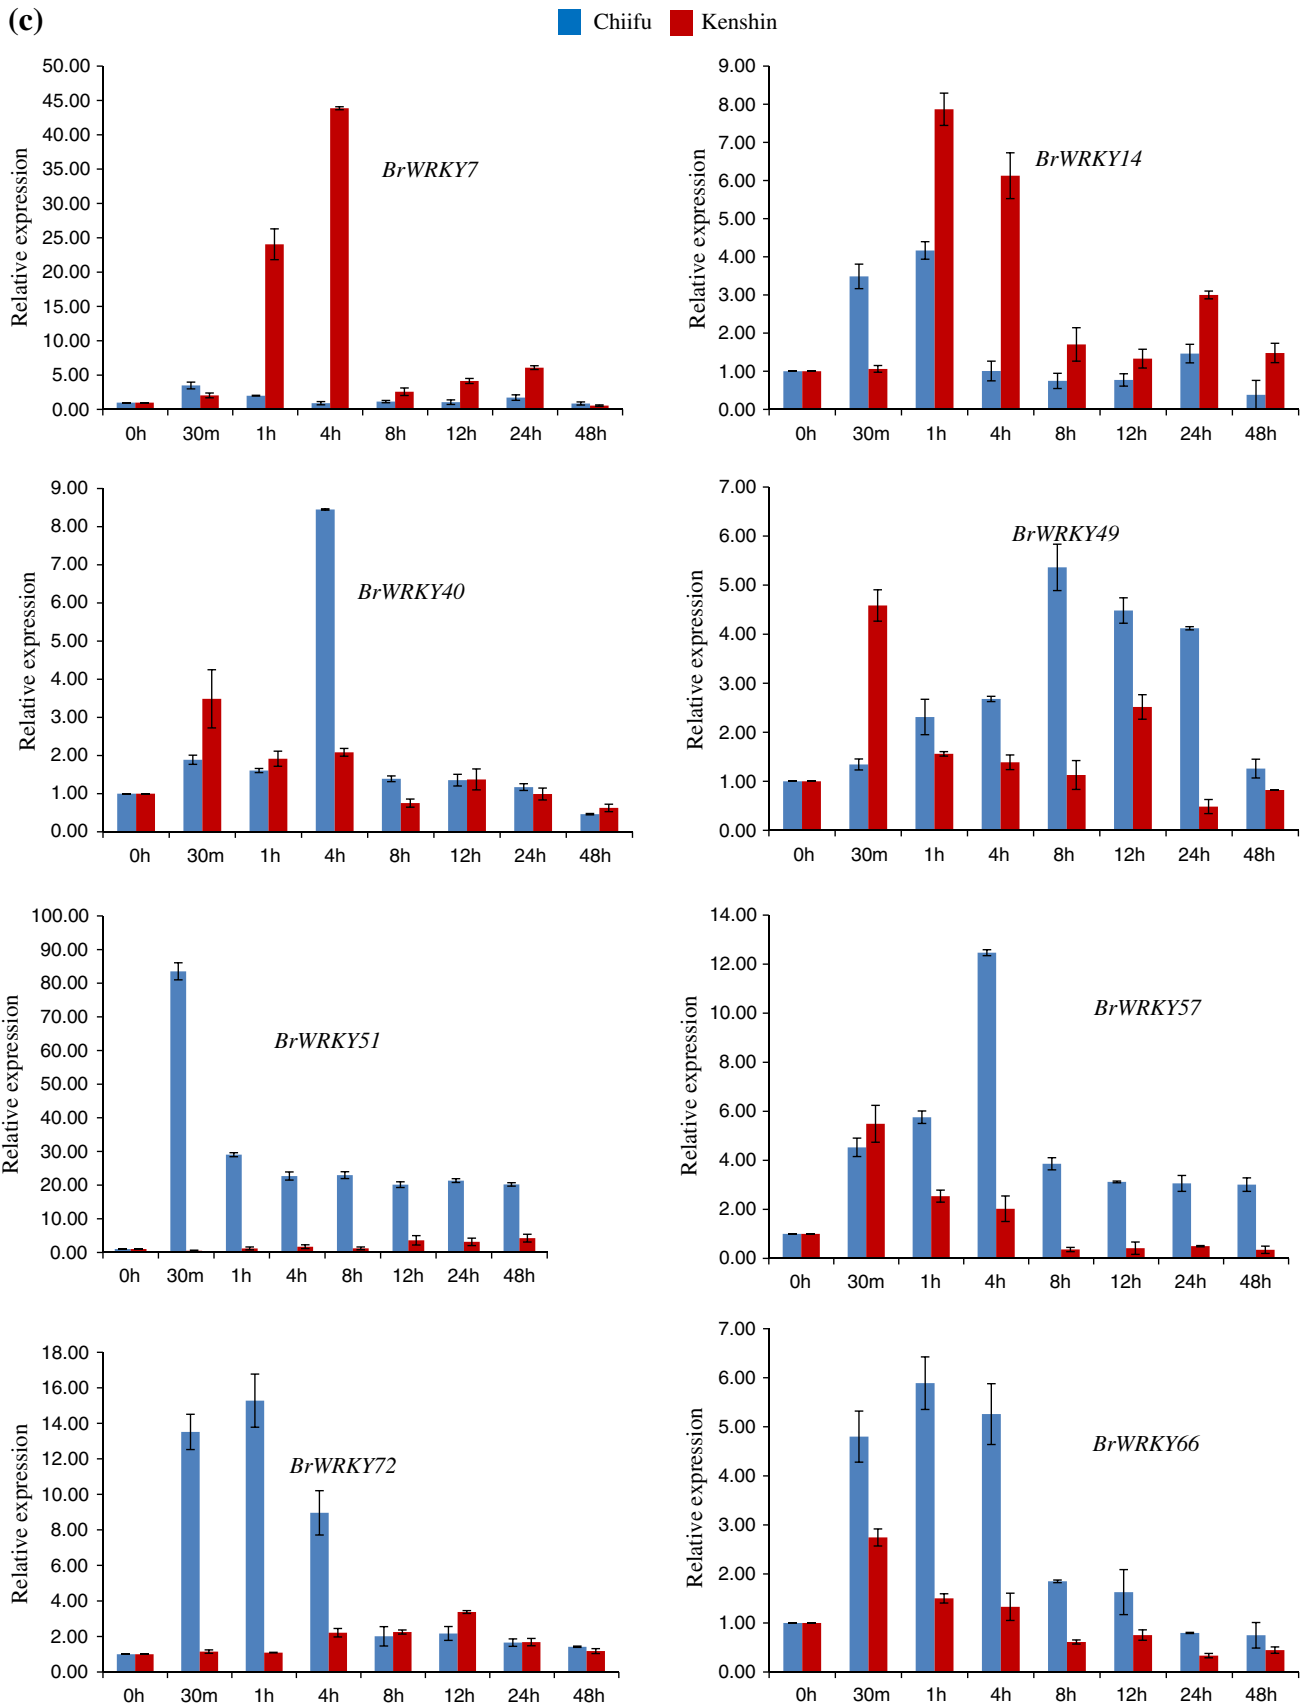 (c)
Chiifu Kenshin
50.00
45.00
40.00
35.00
30.00
25.00
20.00
15.00
10.00
5.00
0.00
Relative expression
BrWRKY7
0h 30m 1h 4h 8h 12h 24h 48h
9.00
8.00
7.00
6.00
5.00
4.00
3.00
2.00
1.00
0.00
Relative expression
BrWRKY14
0h 30m 1h 4h 8h 12h 24h 48h
9.00
8.00
7.00
6.00
5.00
4.00
3.00
2.00
1.00
0.00
Relative expression
BrWRKY40
0h 30m 1h 4h 8h 12h 24h 48h
7.00
6.00
5.00
4.00
3.00
2.00
1.00
0.00
Relative expression
BrWRKY49
0h 30m 1h 4h 8h 12h 24h 48h
100.00
90.00
80.00
70.00
60.00
50.00
40.00
30.00
20.00
10.00
0.00
Relative expression
BrWRKY51
0h 30m 1h 4h 8h 12h 24h 48h
14.00
12.00
10.00
8.00
6.00
4.00
2.00
0.00
Relative expression
BrWRKY57
0h 30m 1h 4h 8h 12h 24h 48h
18.00
16.00
14.00
12.00
10.00
8.00
6.00
4.00
2.00
0.00
Relative expression
BrWRKY72
0h 30m 1h 4h 8h 12h 24h 48h
7.00
6.00
5.00
4.00
3.00
2.00
1.00
0.00
Relative expression
BrWRKY66
0h 30m 1h 4h 8h 12h 24h 48h